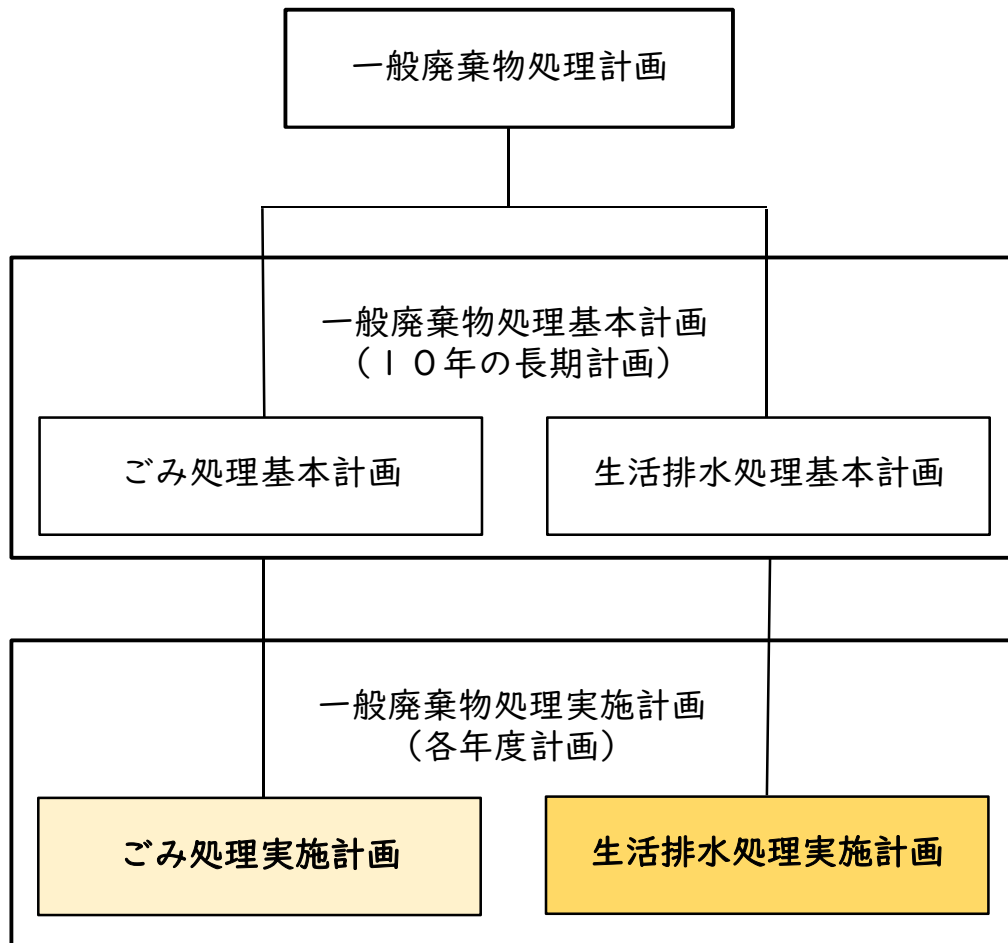 一般廃棄物処理計画
一般廃棄物処理基本計画
（１０年の長期計画）
ごみ処理基本計画
生活排水処理基本計画
一般廃棄物処理実施計画
（各年度計画）
ごみ処理実施計画
生活排水処理実施計画